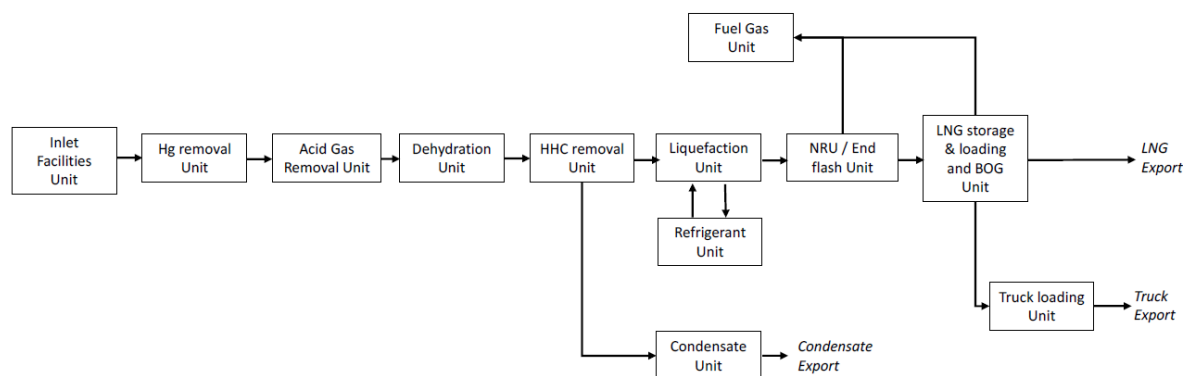 Fuel Gas
Unit
Inlet
Facilities
Unit
Hg removal
Unit
Acid Gas
Removal Unit
Dehydration
Unit
HHC removal
Unit
Liquefaction
Unit
NRU / End
flash Unit
LNG storage
& loading
and BOG
Unit
LNG
Export
Refrigerant
Unit
Truck loading
Unit
Truck
Export
Condensate
Unit
Condensate
Export